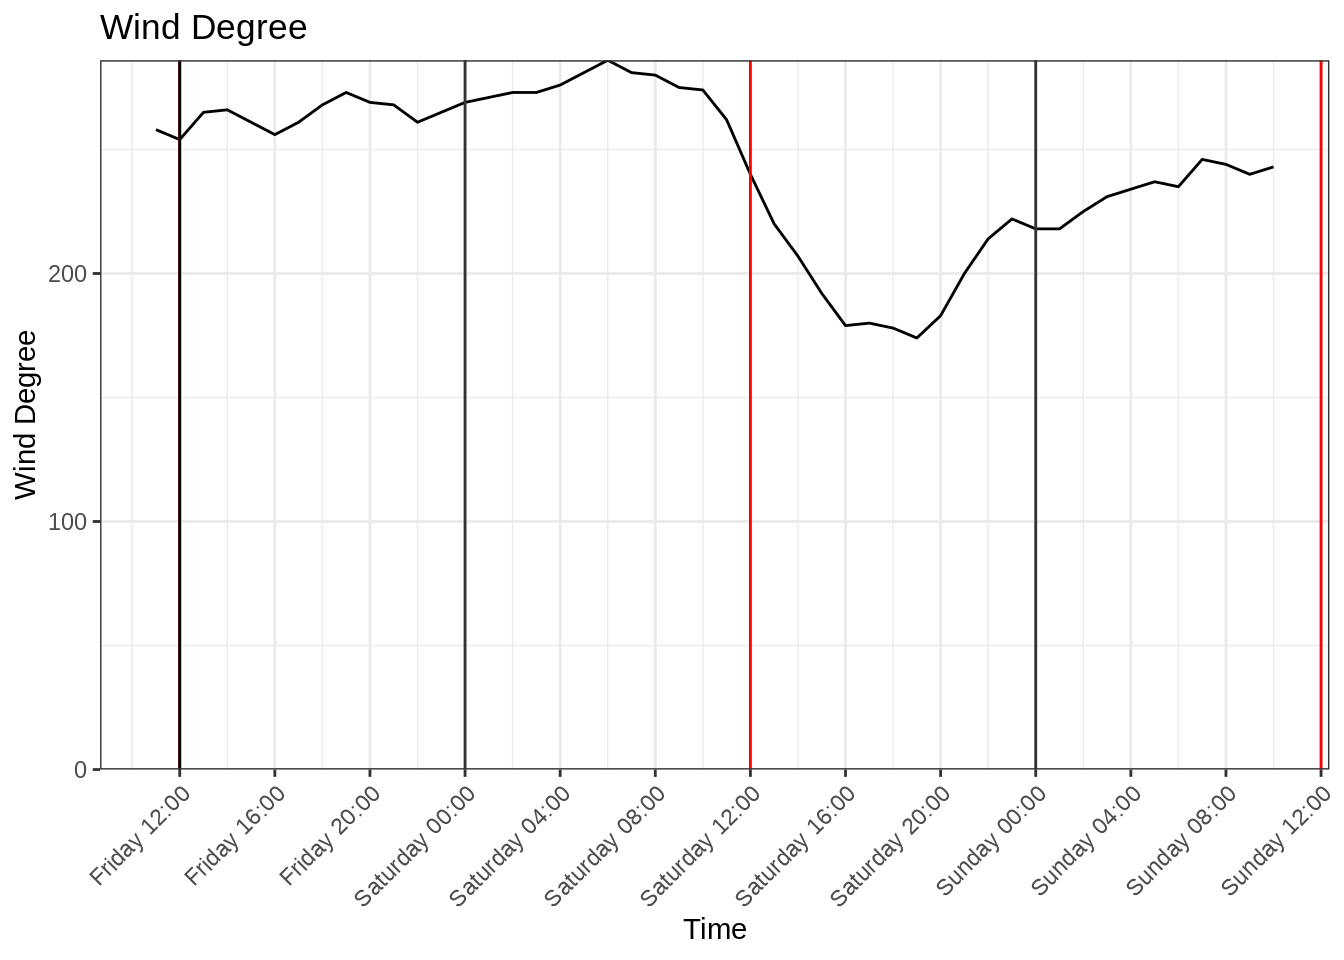 Wind Degree
Wind Degree
200
100
0
Friday 12:00
Friday 16:00
Friday 20:00
Saturday 00:00
Saturday 04:00
Saturday 08:00
Saturday 12:00
Saturday 16:00
Saturday 20:00
Sunday 00:00
Sunday 04:00
Sunday 08:00
Sunday 12:00
Time